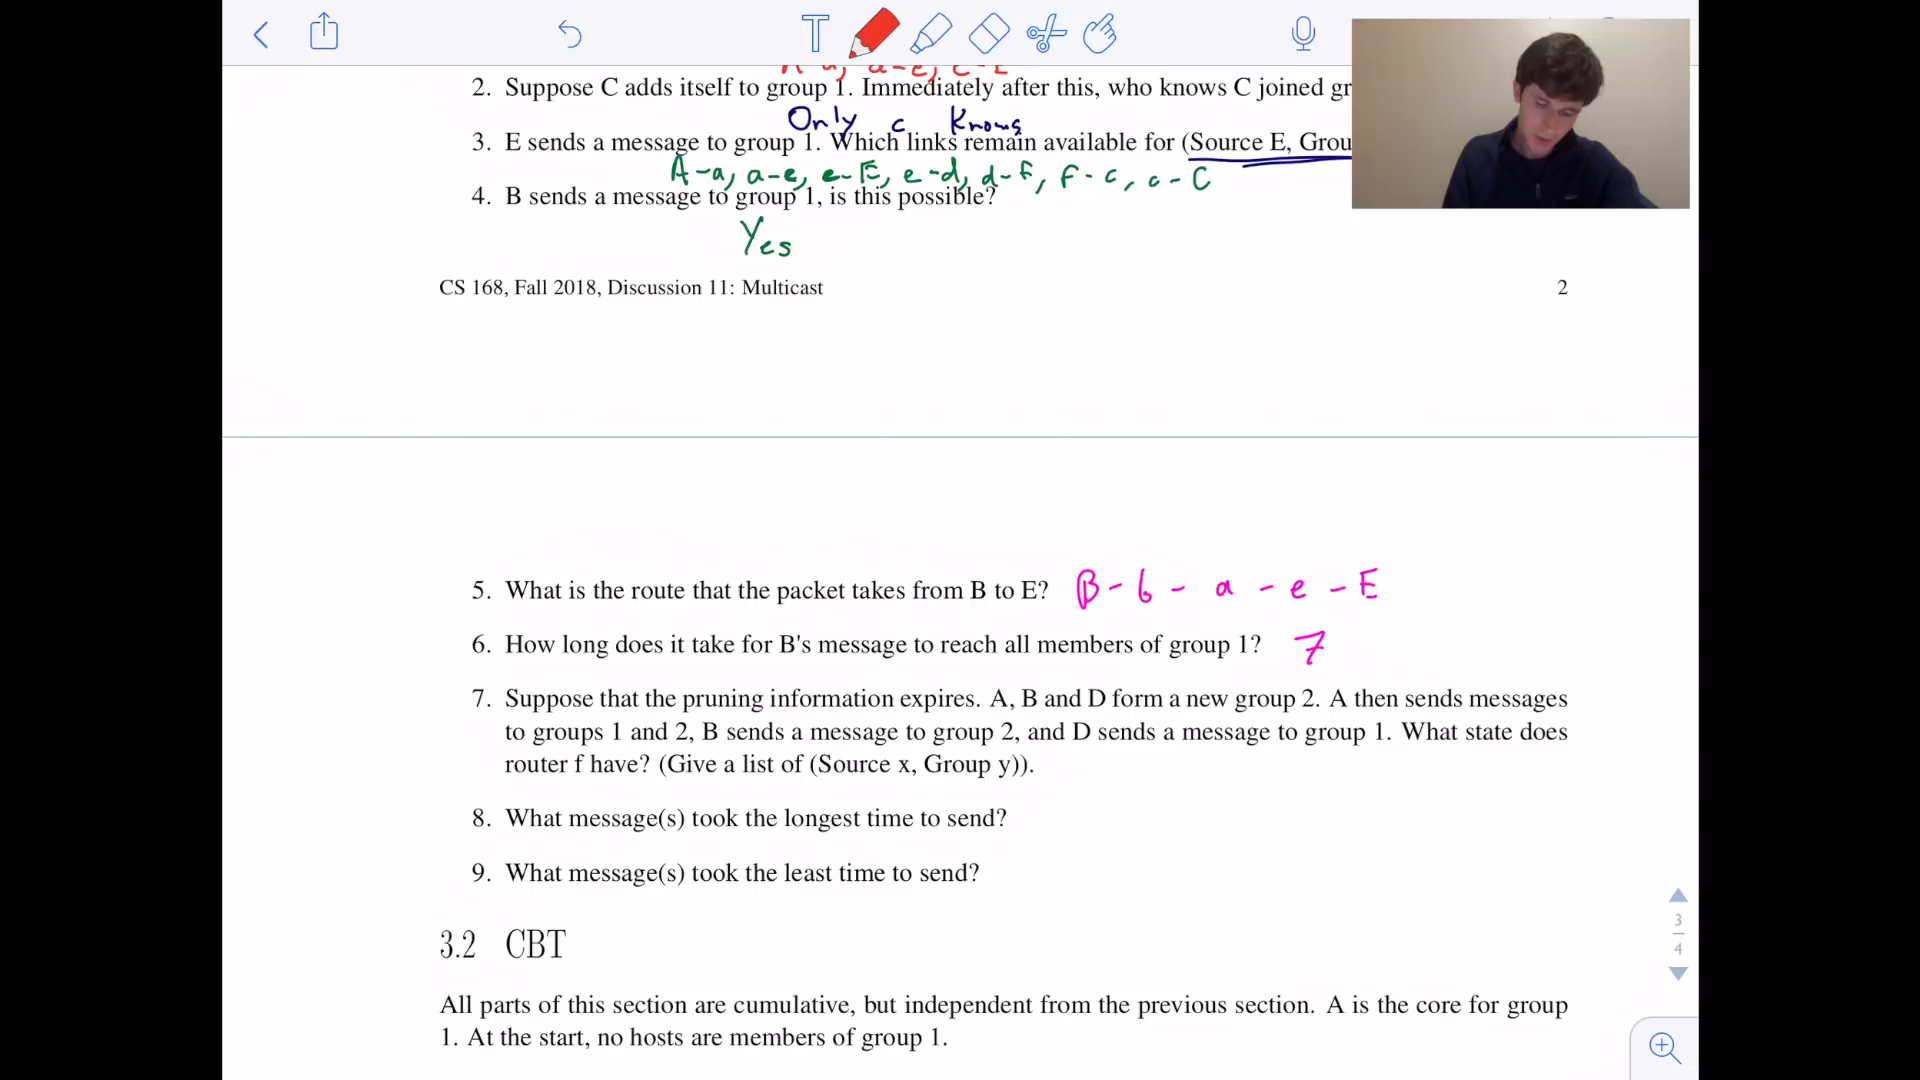 T
2. Suppose C adds itself to group 1. Immediately after this, who knows C joined gr
Only c Knows
3. E sends a message to group 1. Which links remain available for (Source E, Grou
A-a, a-e, e-E, e-d, d-f, f-c, c-C
4. B sends a message to group 1, is this possible?
Yes
CS 168, Fall 2018, Discussion 11: Multicast 2
5. What is the route that the packet takes from B to E? B - b - a - e - E
6. How long does it take for B's message to reach all members of group 1? 7
7. Suppose that the pruning information expires. A, B and D form a new group 2. A then sends messages
to groups 1 and 2, B sends a message to group 2, and D sends a message to group 1. What state does
router f have? (Give a list of (Source x, Group y)).
8. What message(s) took the longest time to send?
9. What message(s) took the least time to send?
3
4
3.2 CBT
All parts of this section are cumulative, but independent from the previous section. A is the core for group
1. At the start, no hosts are members of group 1.